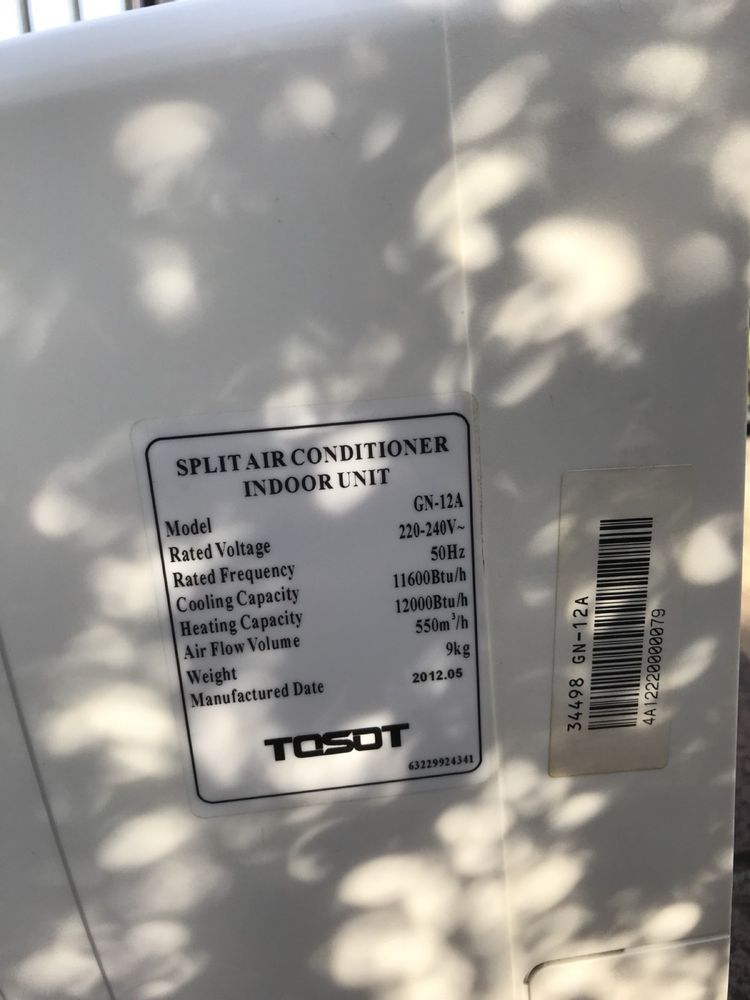 SPLIT AIR CONDITIONER
INDOOR UNIT
Model GN-12A
Rated Voltage 220-240V~
Rated Frequency 50Hz
Cooling Capacity 11600Btu/h
Heating Capacity 12000Btu/h
Air Flow Volume 550m³/h
Weight 9kg
Manufactured Date 2012.05
TOSOT
63229924341
34498 GN-12A
4A12220000079